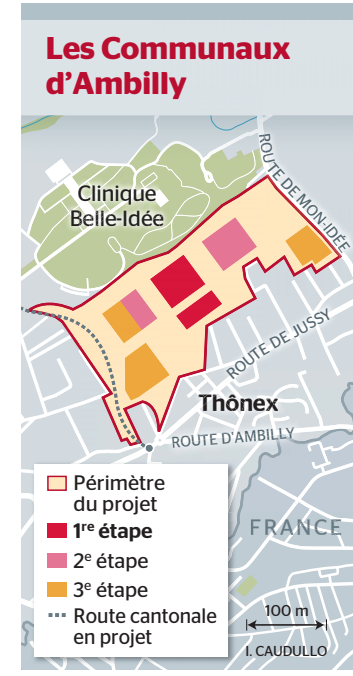 Les Communaux
d’Ambilly
Clinique
Belle-Idée
ROUTE DE MON-IDÉE
ROUTE DE JUSSY
Thônex
ROUTE D'AMBILLY
FRANCE
Périmètre
du projet
1re étape
2e étape
3e étape
Route cantonale
en projet
100 m
I. CAUDULLO